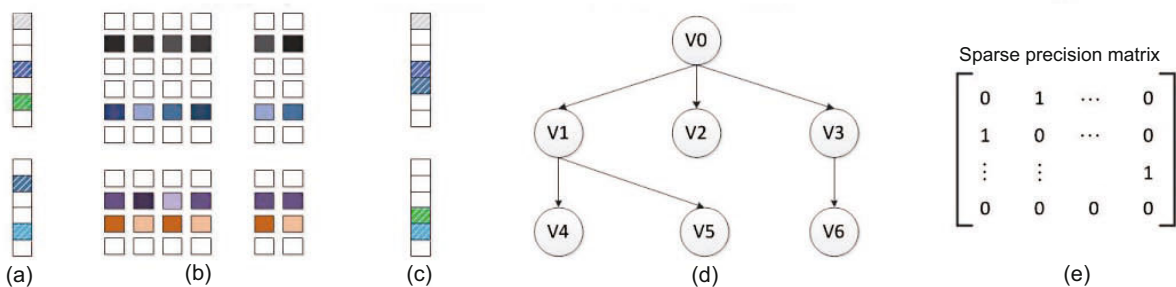 V0
Sparse precision matrix
0 1 ··· 0
V1 V2 V3
1 0 ··· 0
⋮ ⋮ 1
V4 V5 V6
0 0 0 0
(a) (b) (c) (d) (e)